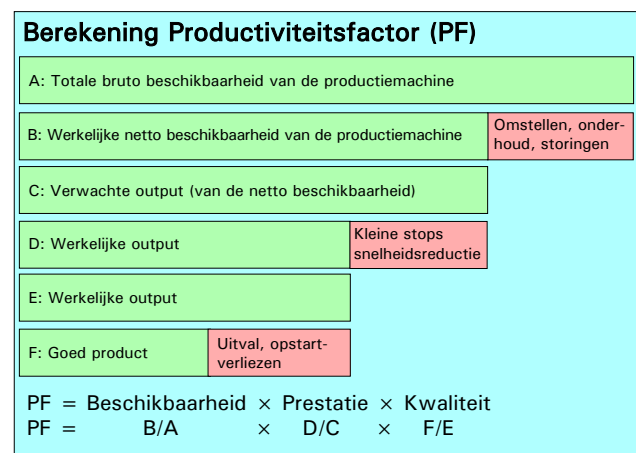 Berekening Productiviteitsfactor (PF)
A: Totale bruto beschikbaarheid van de productiemachine
B: Werkelijke netto beschikbaarheid van de productiemachine
Omstellen, onder-
houd, storingen
C: Verwachte output (van de netto beschikbaarheid)
D: Werkelijke output
Kleine stops
snelheidsreductie
E: Werkelijke output
F: Goed product
Uitval, opstart-
verliezen
PF = Beschikbaarheid × Prestatie × Kwaliteit
PF = B/A × D/C × F/E